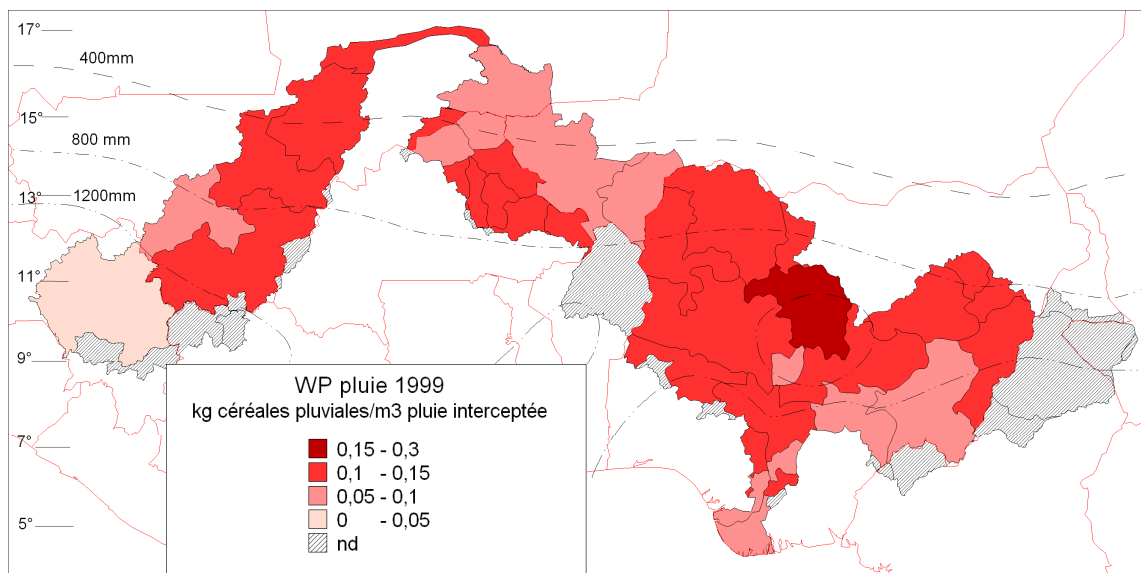 17°
400mm
15°
800 mm
13°
1200mm
11°
9°
7°
5°
WP pluie 1999
kg céréales pluviales/m3 pluie interceptée
0,15 - 0,3
0,1 - 0,15
0,05 - 0,1
0 - 0,05
nd